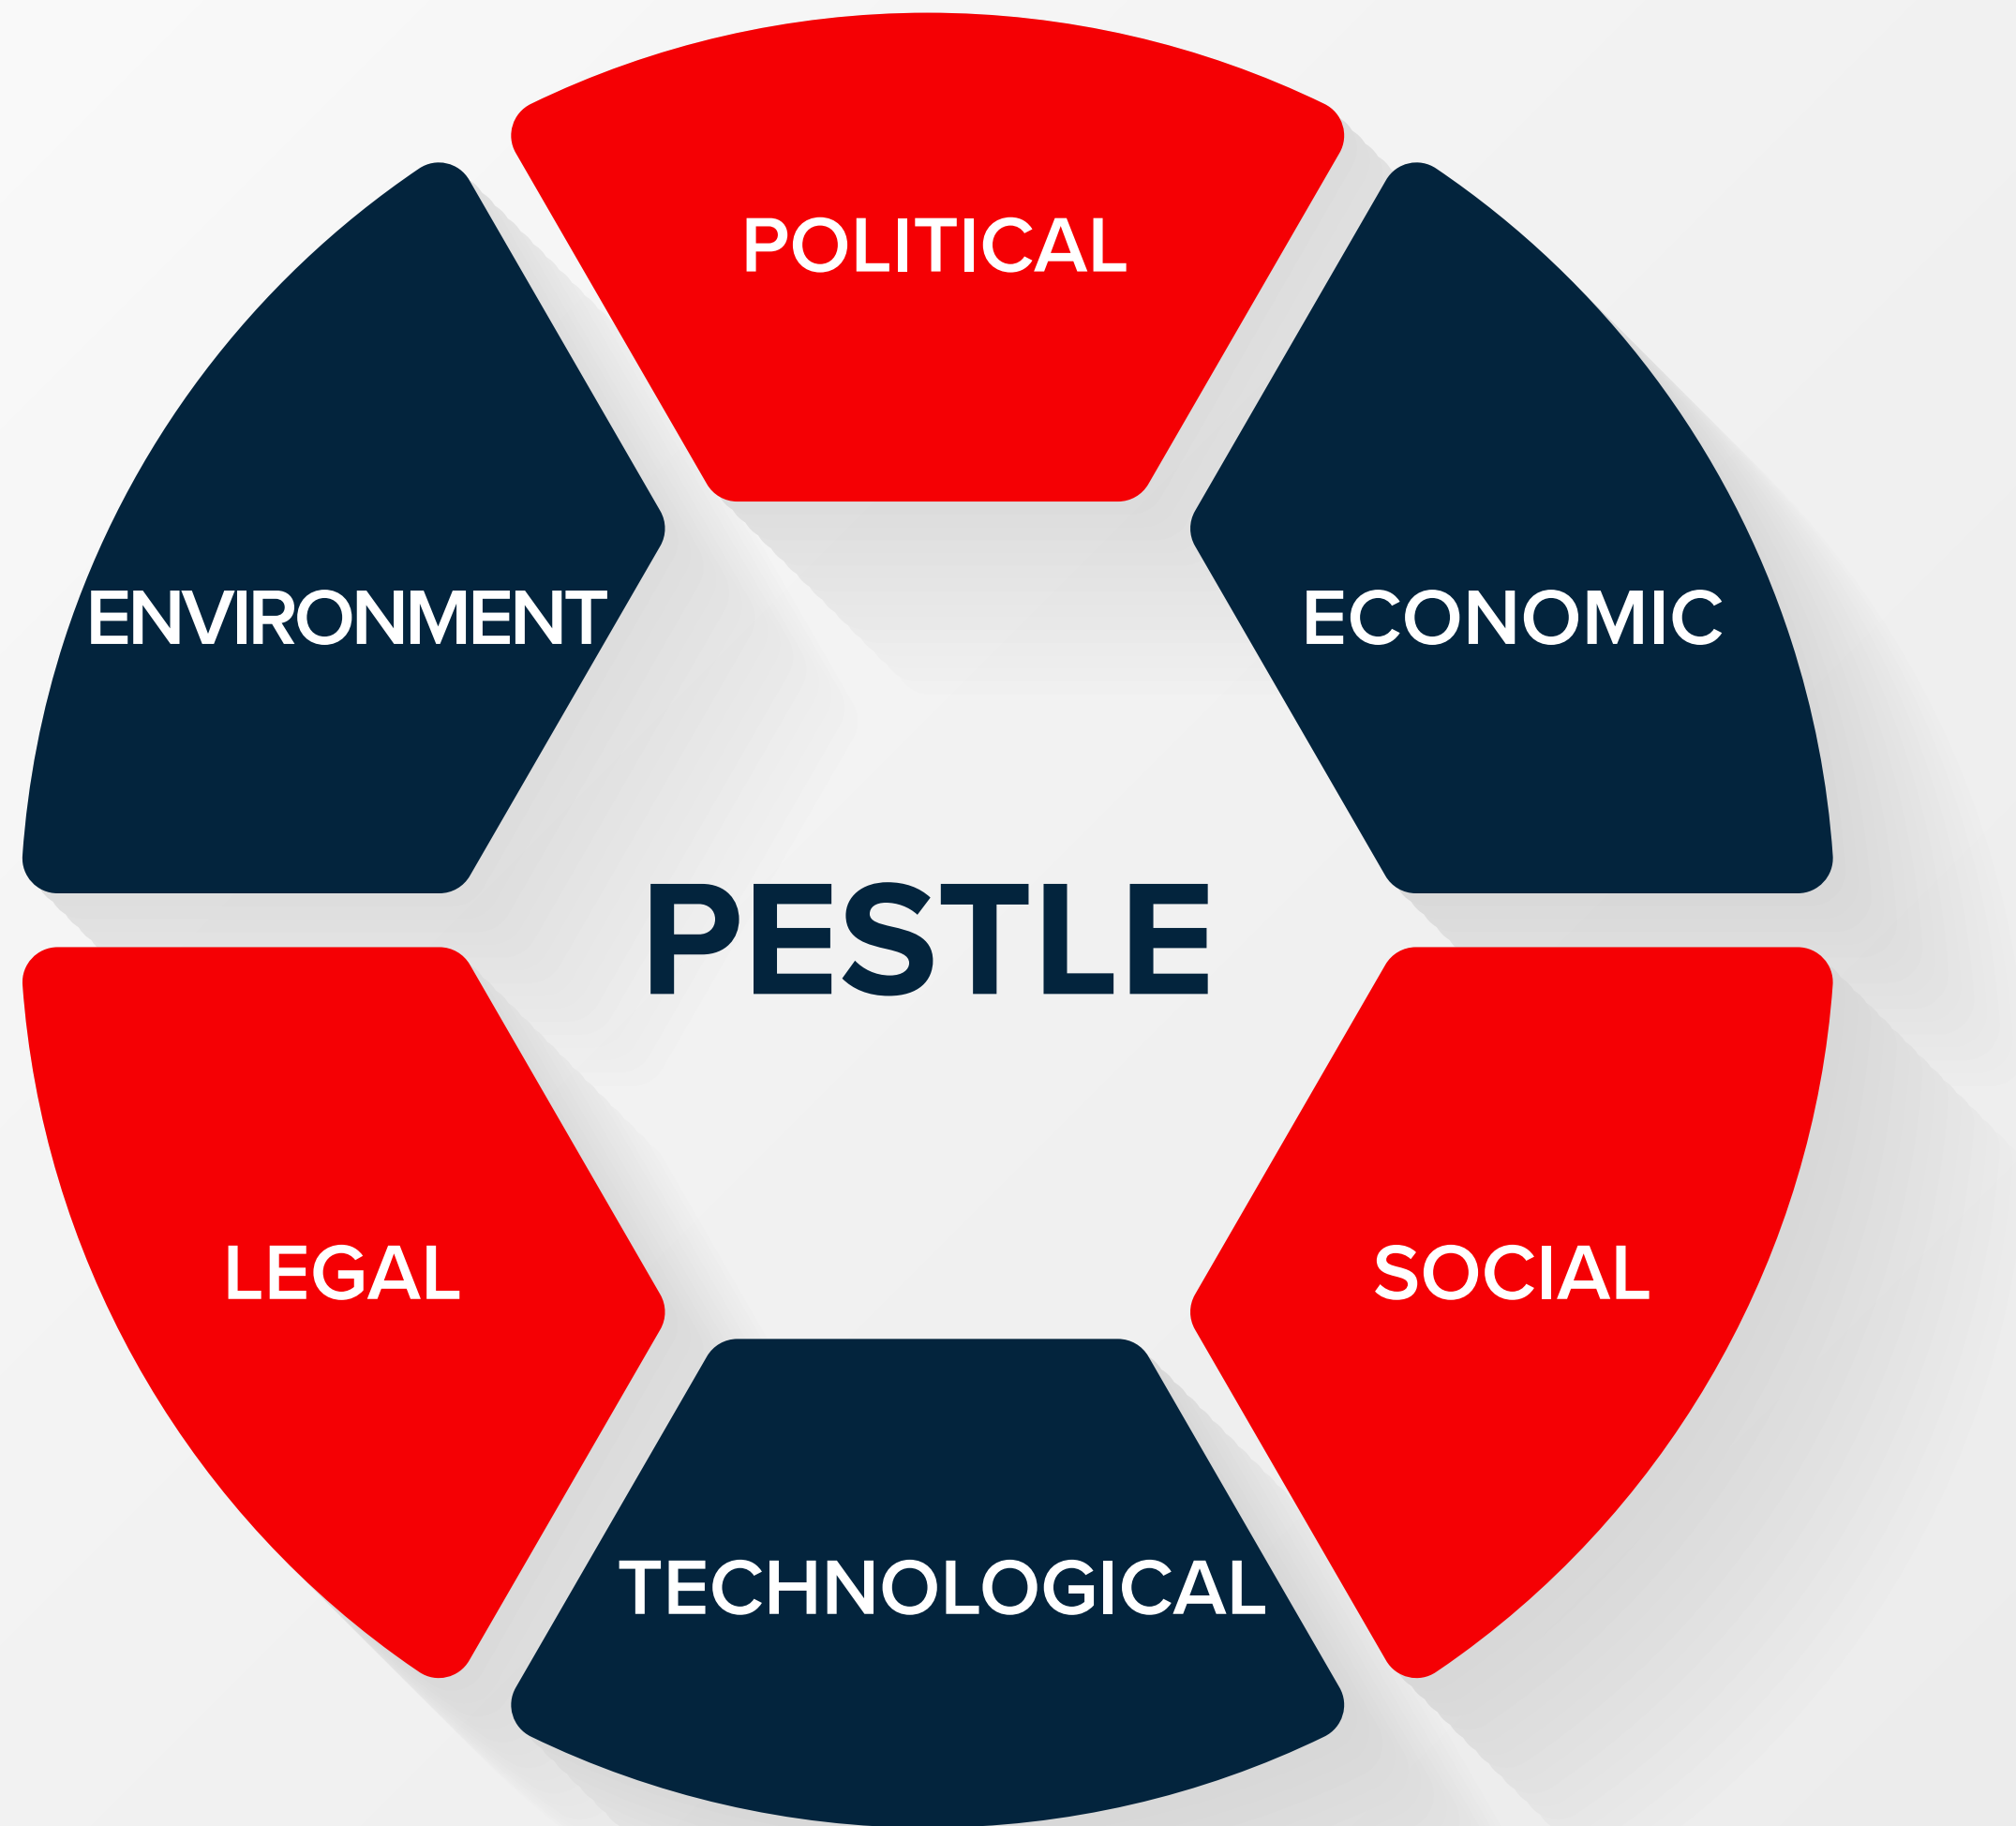 POLITICAL
ECONOMIC
SOCIAL
TECHNOLOGICAL
LEGAL
ENVIRONMENT
PESTLE